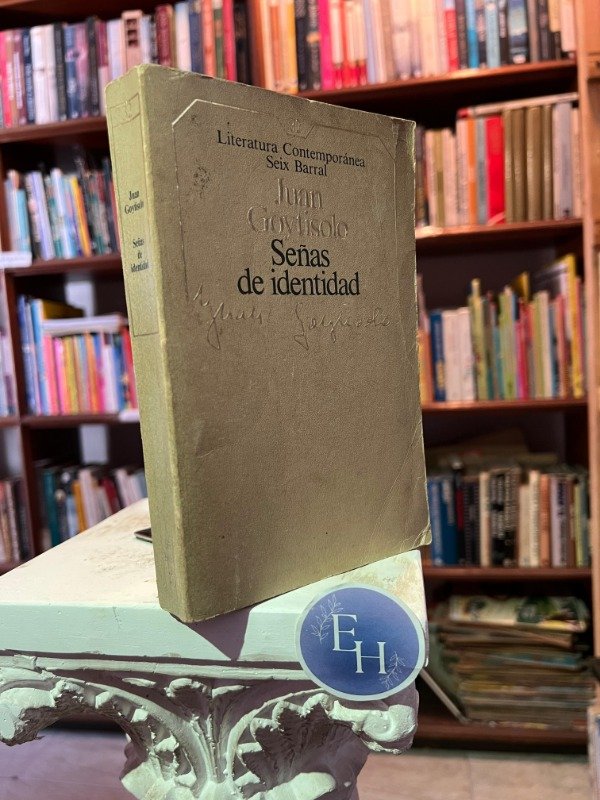 Literatura Contemporánea
Seix Barral
Juan
Goytisolo
Señas
de identidad
Juan
Goytisolo
Señas
de
identidad
EH